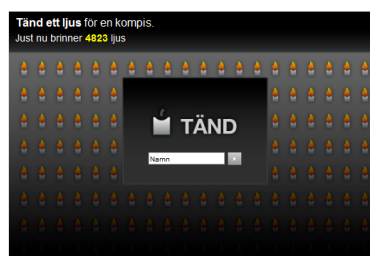 Tänd ett ljus för en kompis.
Just nu brinner 4823 ljus
TÄND
Namn